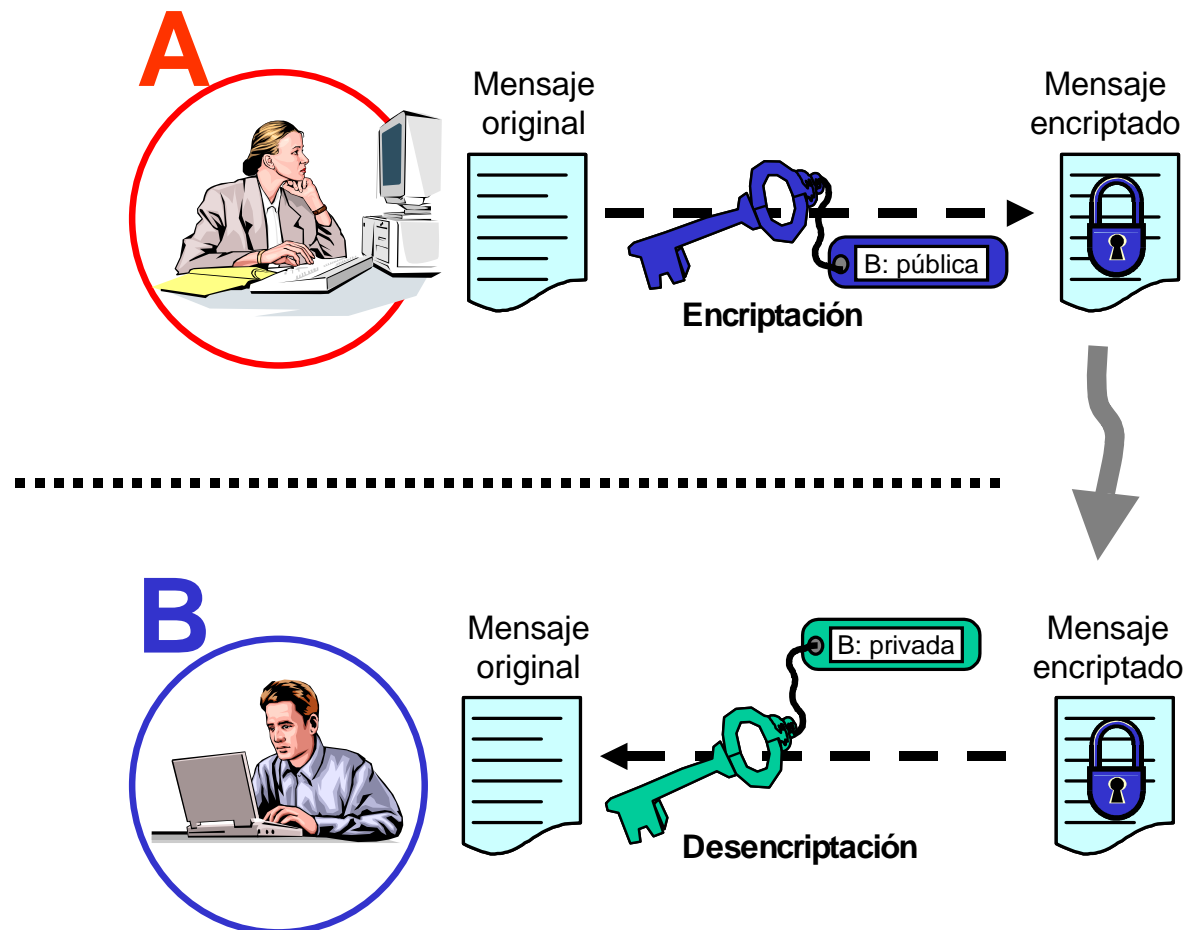 A
Mensaje
original
Mensaje
encriptado
B: pública
Encriptación
B
Mensaje
original
B: privada
Mensaje
encriptado
Desencriptación